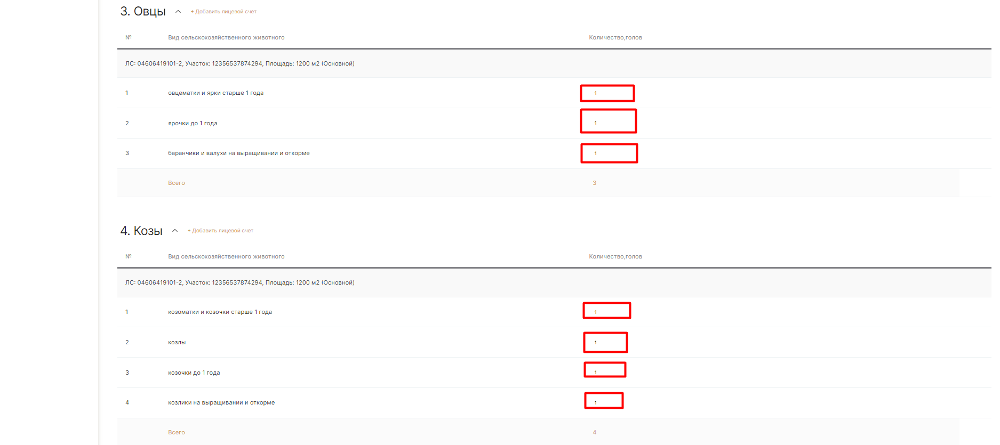 3. Овцы + Добавить лицевой счет
№ Вид сельскохозяйственного животного Количество,голов
ЛС: 04606419101-2, Участок: 12356537874294, Площадь: 1200 м2 (Основной)
1 овцематки и ярки старше 1 года 1
2 ярочки до 1 года 1
3 баранчики и валухи на выращивании и откорме 1
Всего 3
4. Козы + Добавить лицевой счет
№ Вид сельскохозяйственного животного Количество,голов
ЛС: 04606419101-2, Участок: 12356537874294, Площадь: 1200 м2 (Основной)
1 козоматки и козочки старше 1 года 1
2 козлы 1
3 козочки до 1 года 1
4 козлики на выращивании и откорме 1
Всего 4